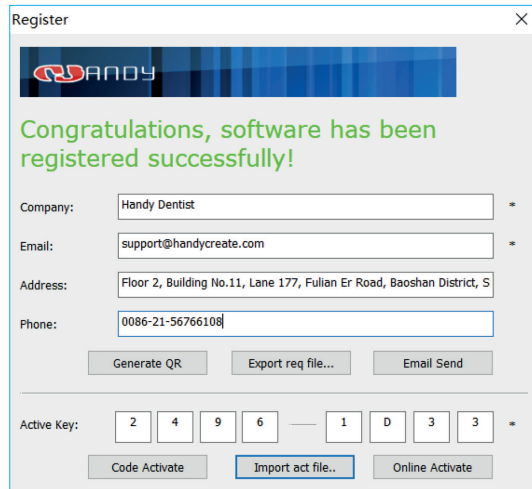 Register
HANDY
Congratulations, software has been
registered successfully!
Company: Handy Dentist *
Email: support@handycreate.com *
Address: Floor 2, Building No.11, Lane 177, Fulian Er Road, Baoshan District, S
Phone: 0086-21-56766108
Generate QR Export req file... Email Send
Active Key: 2 4 9 6 — 1 D 3 3 *
Code Activate Import act file.. Online Activate